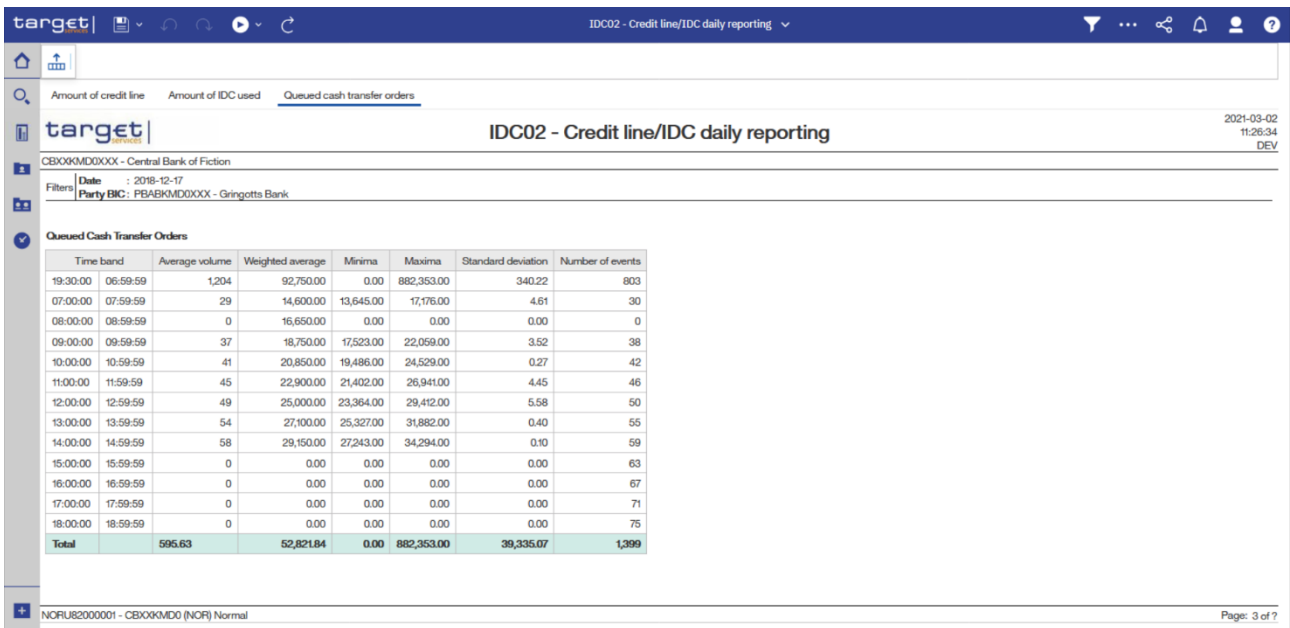 target services IDC02 - Credit line/IDC daily reporting ?
Amount of credit line Amount of IDC used Queued cash transfer orders
target services IDC02 - Credit line/IDC daily reporting 2021-03-02
11:26:34
DEV
CBXXKMD0XXX - Central Bank of Fiction
Filters Date : 2018-12-17
Party BIC : PBABKMD0XXX - Gringotts Bank
Queued Cash Transfer Orders
Time band Average volume Weighted average Minima Maxima Standard deviation Number of events
19:30:00 06:59:59 1,204 92,750.00 0.00 882,353.00 340.22 803
07:00:00 07:59:59 29 14,600.00 13,645.00 17,176.00 4.61 30
08:00:00 08:59:59 0 16,650.00 0.00 0.00 0.00 0
09:00:00 09:59:59 37 18,750.00 17,523.00 22,059.00 3.52 38
10:00:00 10:59:59 41 20,850.00 19,486.00 24,529.00 0.27 42
11:00:00 11:59:59 45 22,900.00 21,402.00 26,941.00 4.45 46
12:00:00 12:59:59 49 25,000.00 23,364.00 29,412.00 5.58 50
13:00:00 13:59:59 54 27,100.00 25,327.00 31,882.00 0.40 55
14:00:00 14:59:59 58 29,150.00 27,243.00 34,294.00 0.10 59
15:00:00 15:59:59 0 0.00 0.00 0.00 0.00 63
16:00:00 16:59:59 0 0.00 0.00 0.00 0.00 67
17:00:00 17:59:59 0 0.00 0.00 0.00 0.00 71
18:00:00 18:59:59 0 0.00 0.00 0.00 0.00 75
Total 595.63 52,821.84 0.00 882,353.00 39,335.07 1,399
NORU82000001 - CBXXKMD0 (NOR) Normal Page: 3 of ?